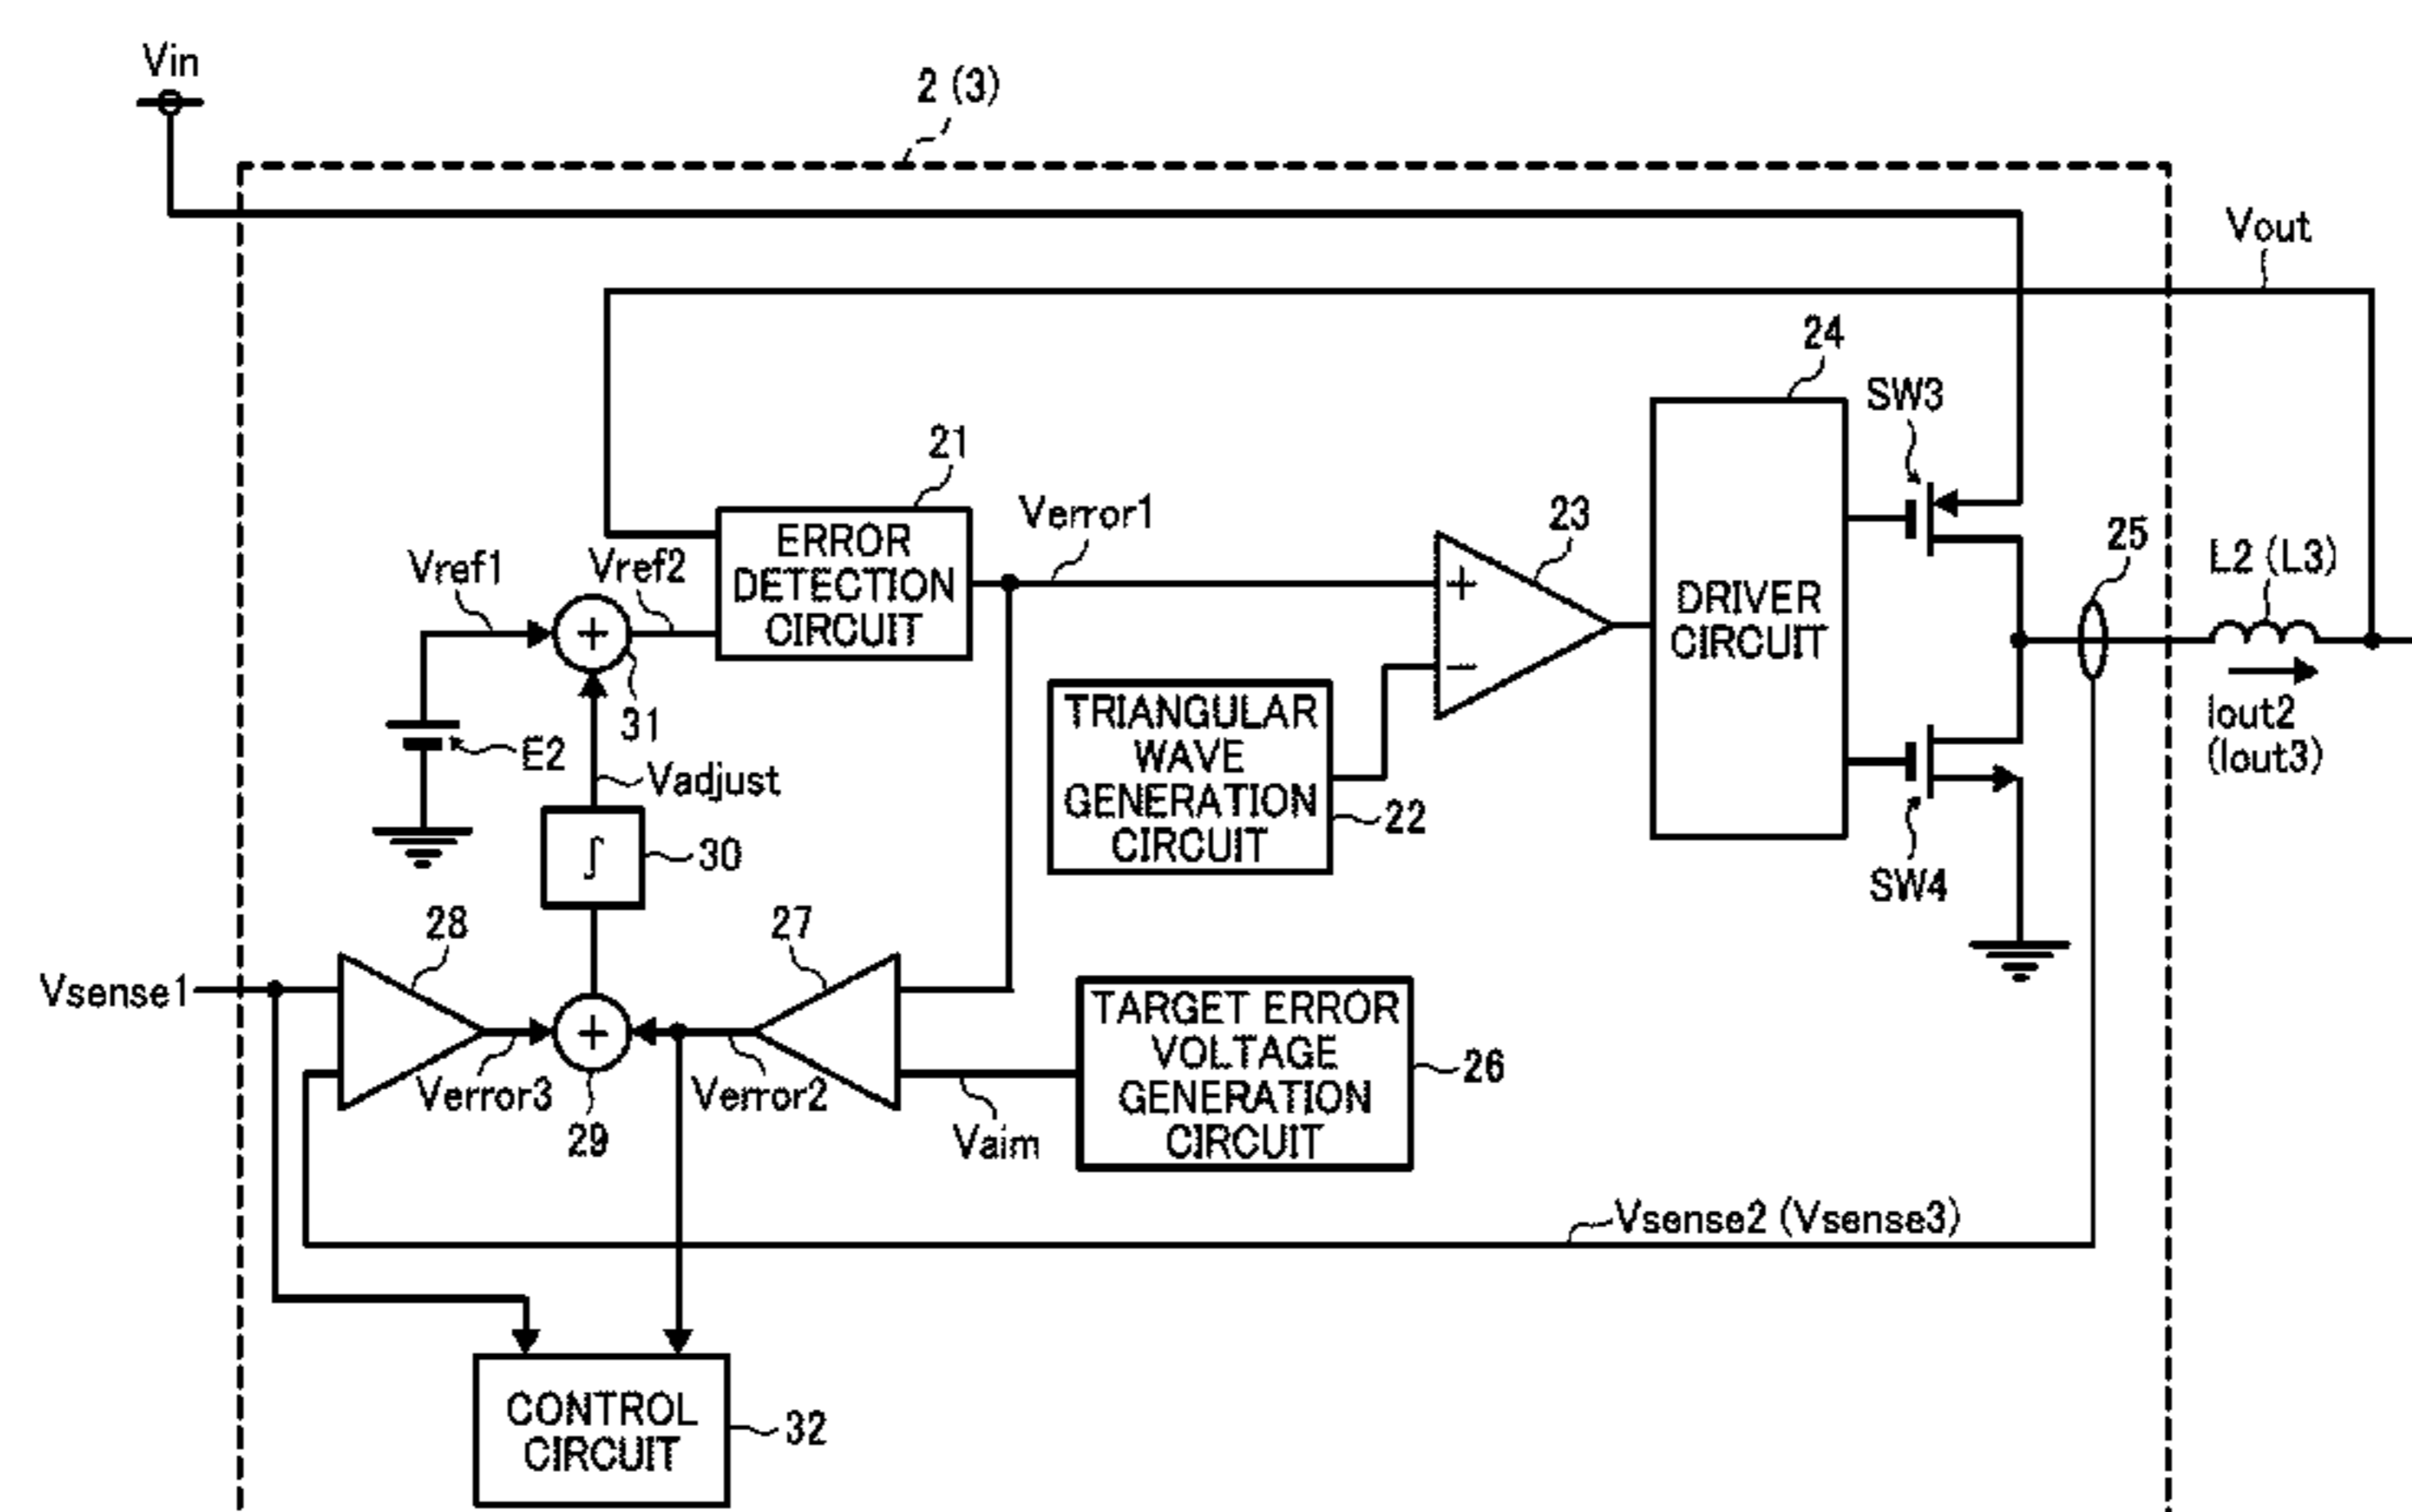 Vin
2 (3)
Vout
24
SW3
21
Verror1
23
25
L2 (L3)
ERROR
DETECTION
CIRCUIT
Vref1
Vref2
+
+
−
DRIVER
CIRCUIT
31
E2
Vadjust
TRIANGULAR
WAVE
GENERATION
CIRCUIT
22
Iout2
(Iout3)
∫
30
SW4
28
27
Vsense1
+
Verror3
Verror2
29
Vaim
TARGET ERROR
VOLTAGE
GENERATION
CIRCUIT
26
Vsense2 (Vsense3)
CONTROL
CIRCUIT
32